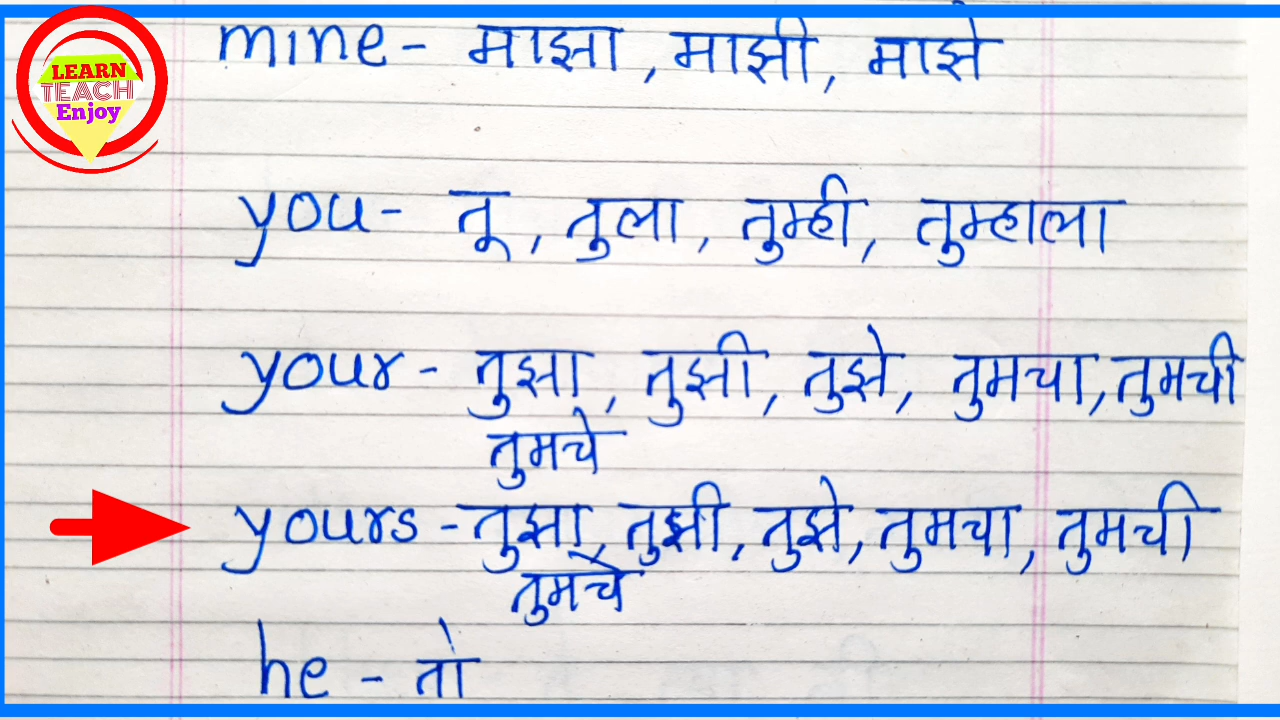 LEARN
TEACH
Enjoy
mine - माझा, माझी, माझे
you - तू, तुला, तुम्ही, तुम्हाला
your - तुझा, तुझी, तुझे, तुमचा, तुमची
तुमचे
yours - तुझा, तुझी, तुझे, तुमचा, तुमची
तुमचे
he - तो